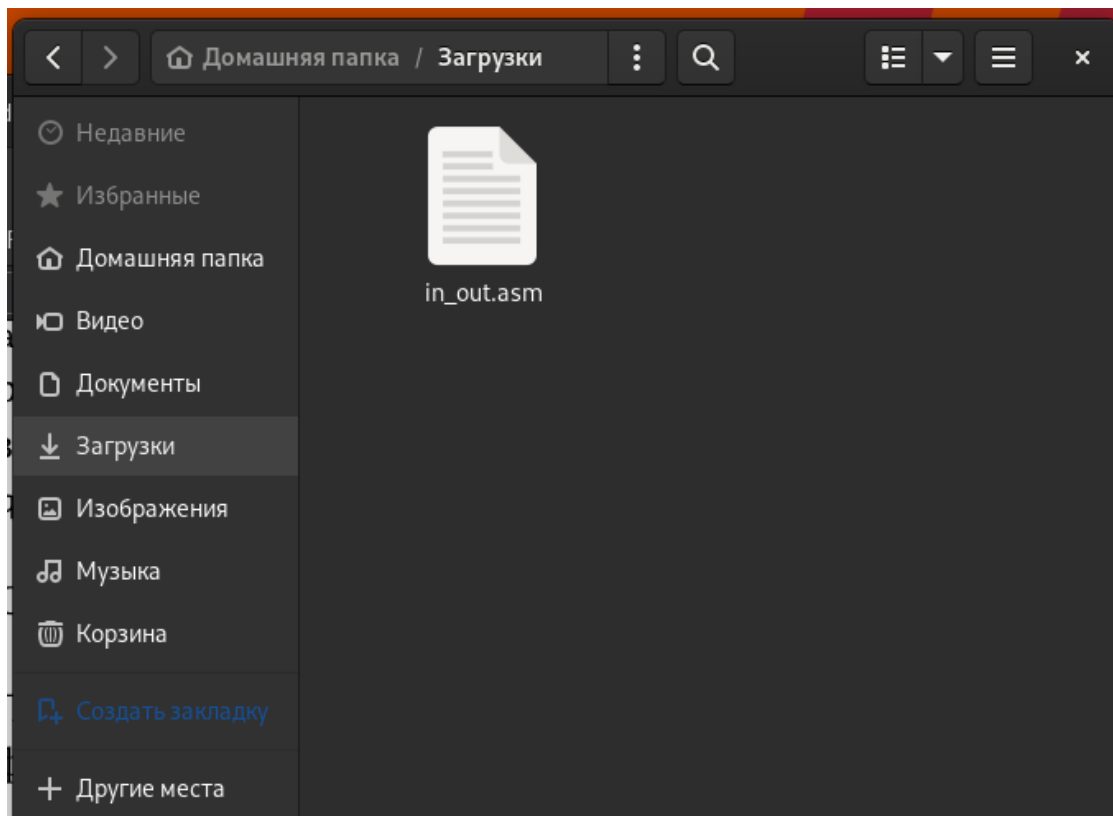 Домашняя папка / Загрузки
Недавние
Избранные
Домашняя папка
Видео
Документы
Загрузки
Изображения
Музыка
Корзина
Создать закладку
Другие места
in_out.asm